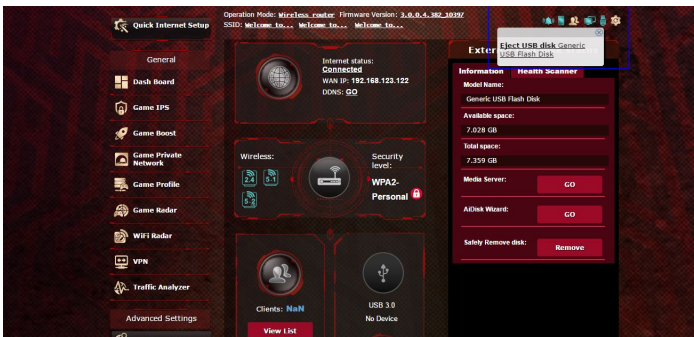 Quick Internet Setup
Operation Mode: Wireless router Firmware Version: 3.0.0.4.382_10397
SSID: Welcome to... Welcome to... Welcome to...
General
Dash Board
Game IPS
Game Boost
Game Private
Network
Game Profile
Game Radar
WiFi Radar
VPN
Traffic Analyzer
Advanced Settings
Internet status:
Connected
WAN IP: 192.168.123.122
DDNS: GO
Wireless:
2.4
5-1
5-2
Security
level:
WPA2-
Personal
Clients: NaN
View List
USB 3.0
No Device
Eject USB disk Generic
USB Flash Disk
Information Health Scanner
Model Name:
Generic USB Flash Disk
Available space:
7.028 GB
Total space:
7.359 GB
Media Server: GO
AiDisk Wizard: GO
Safely Remove disk: Remove